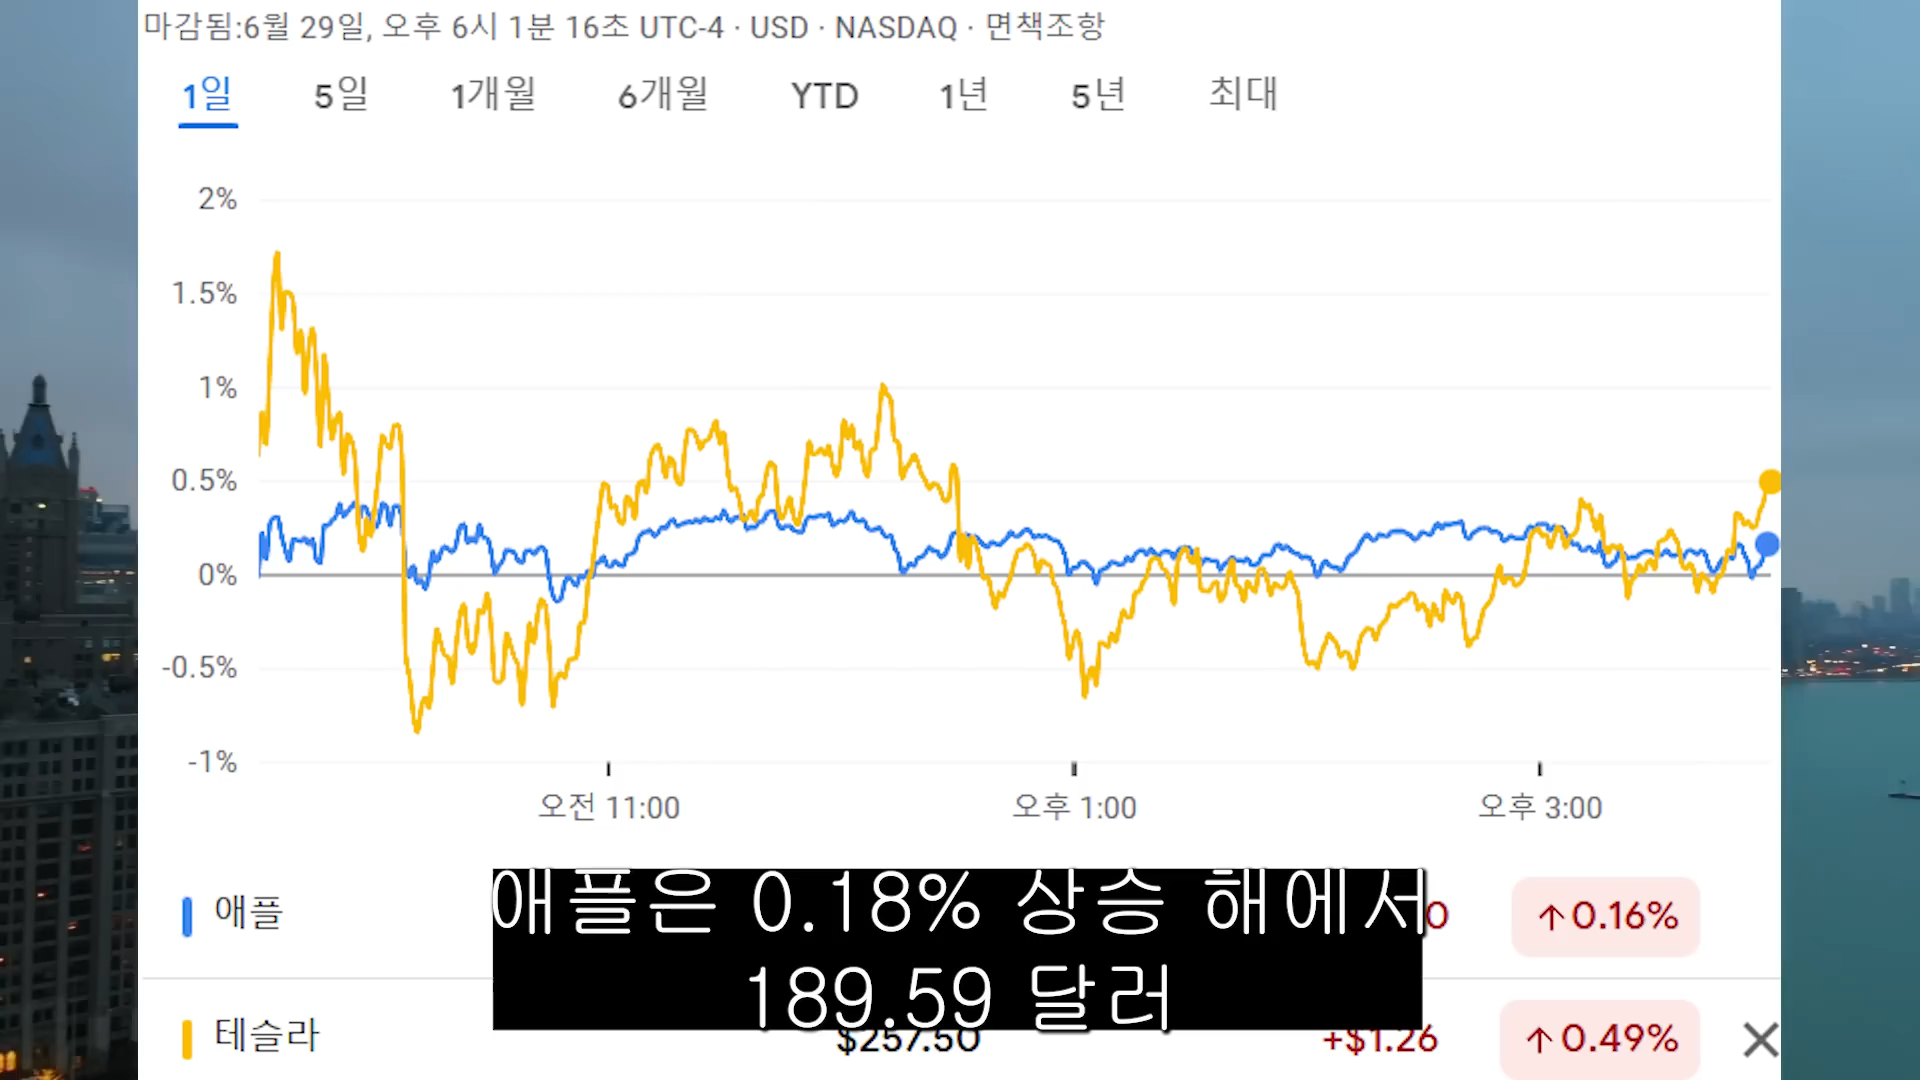 마감됨:6월 29일, 오후 6시 1분 16초 UTC-4 · USD · NASDAQ · 면책조항
1일 5일 1개월 6개월 YTD 1년 5년 최대
2%
1.5%
1%
0.5%
0%
-0.5%
-1%
오전 11:00 오후 1:00 오후 3:00
애플 0 ↑0.16%
애플은 0.18% 상승 해에서
189.59 달러
테슬라 $257.50 +$1.26 ↑0.49% ✕